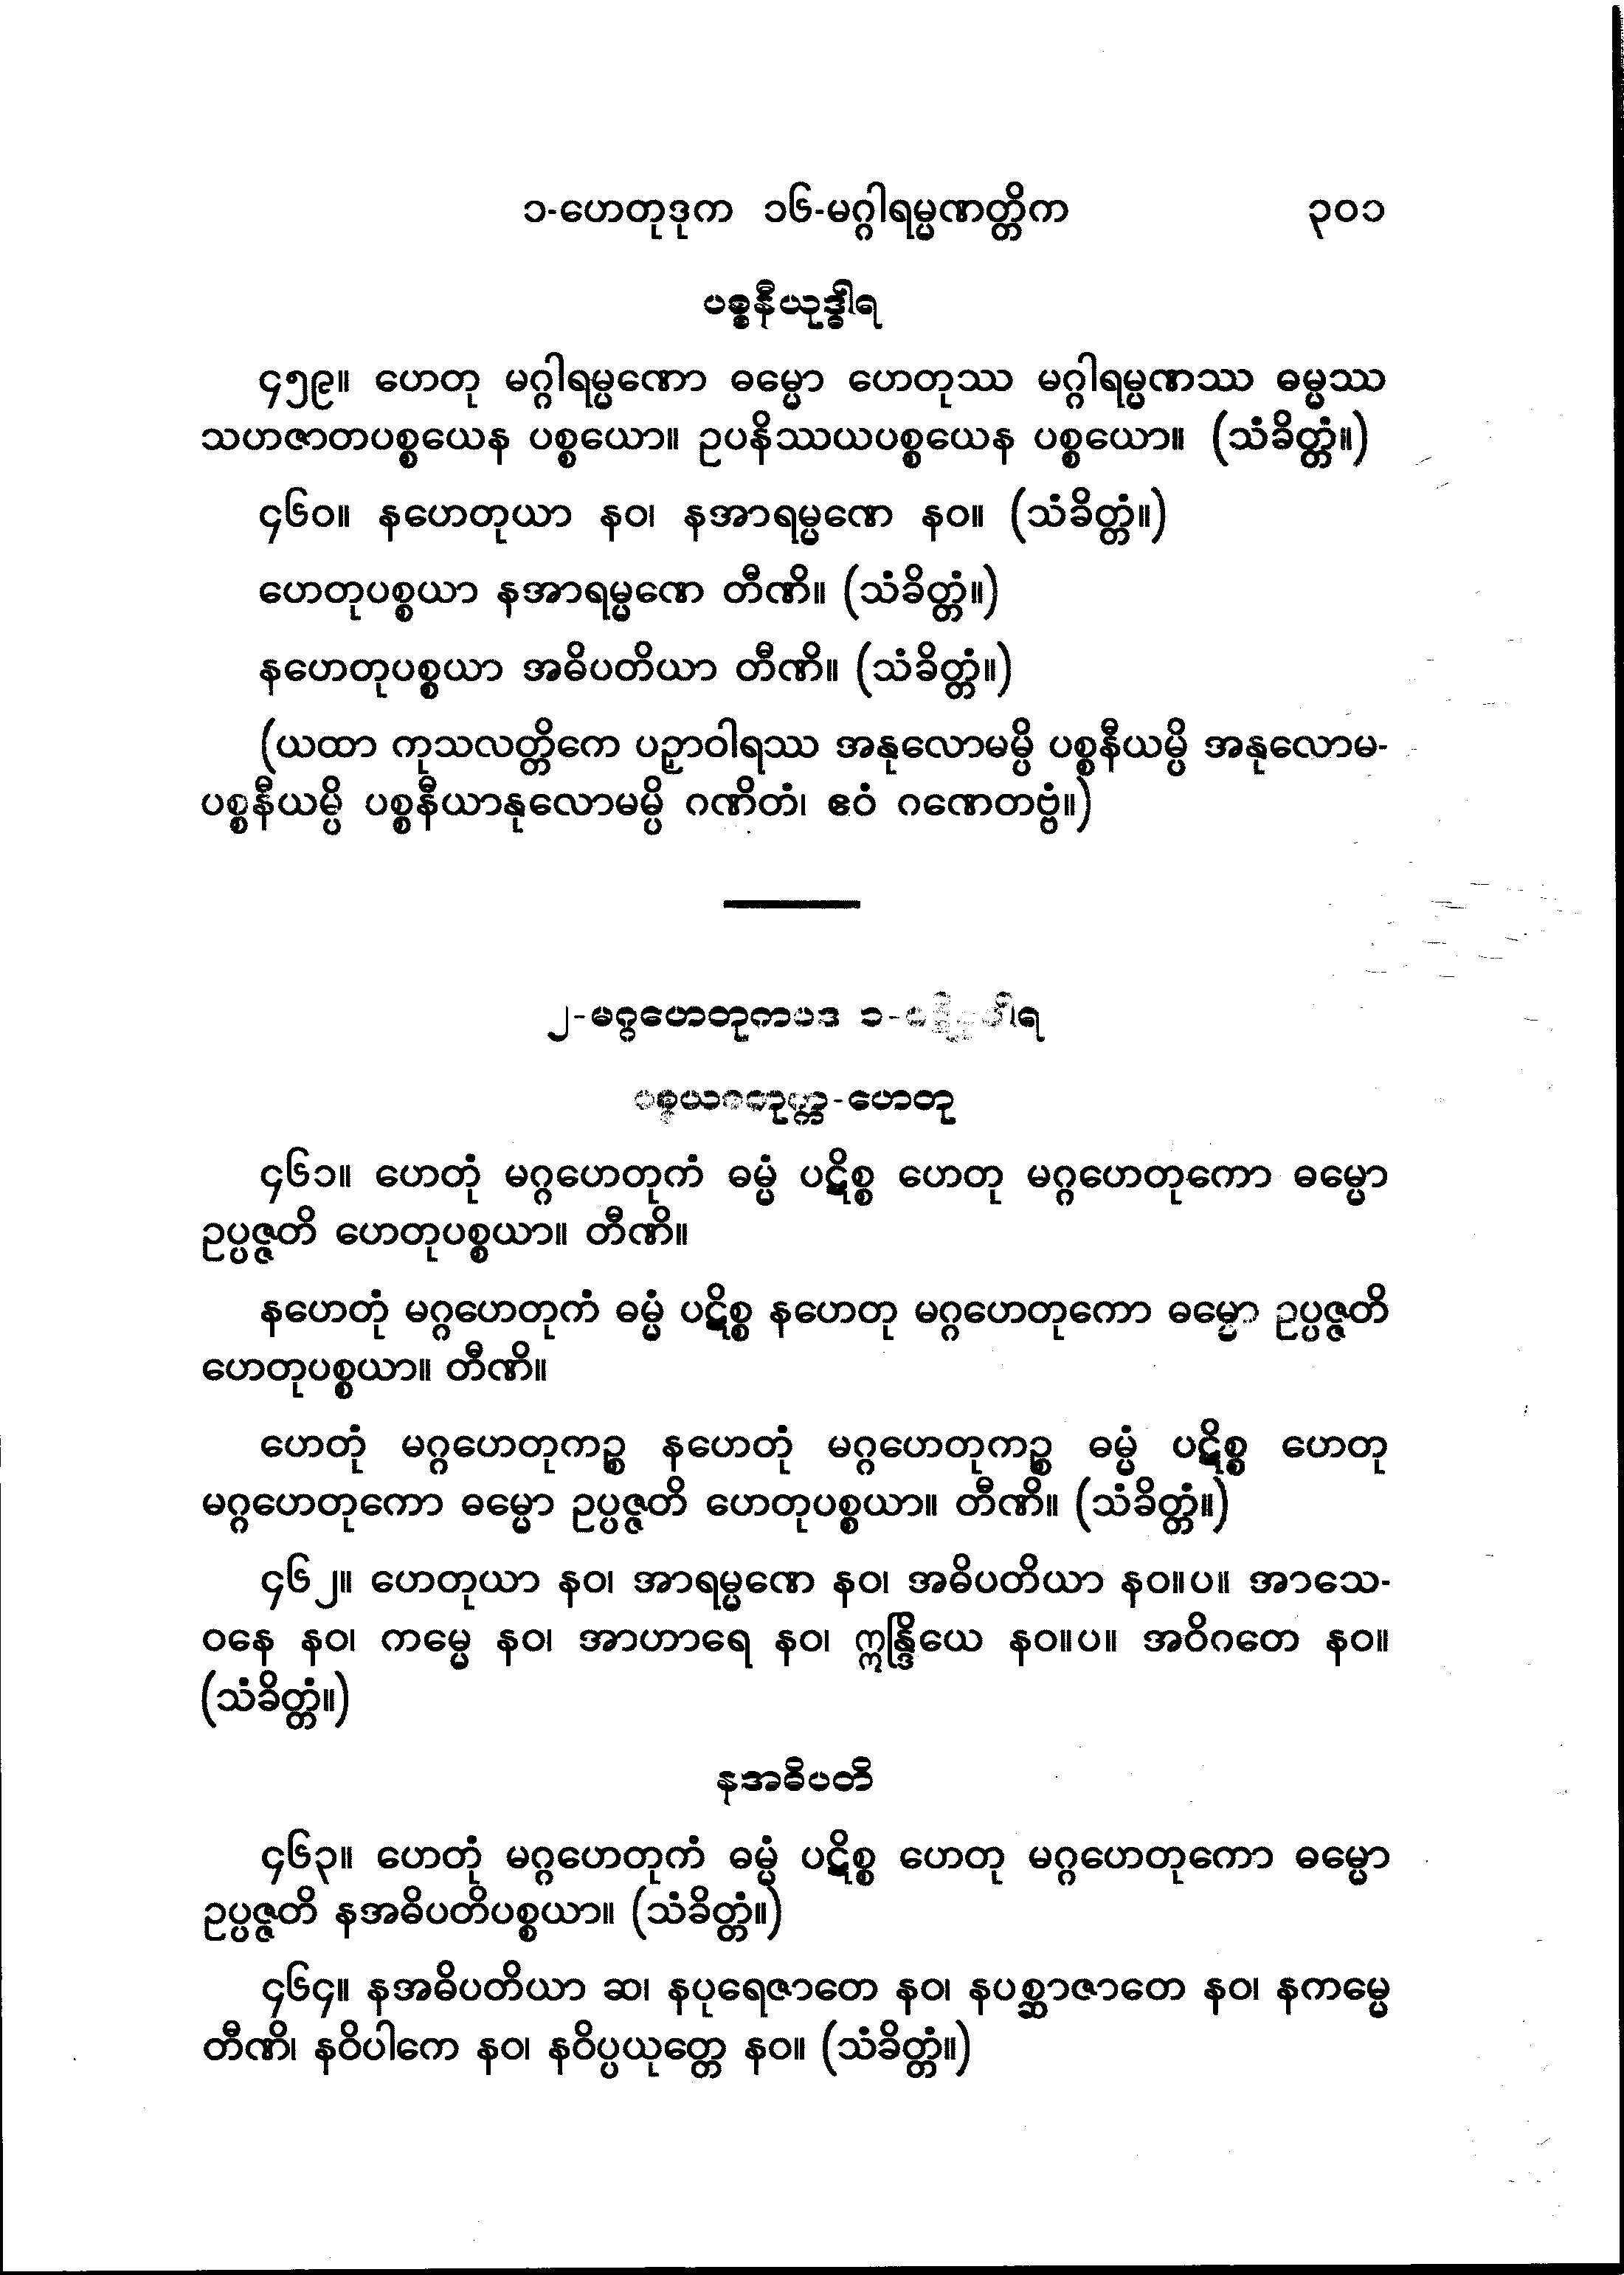 ၁-ဟေတုဒုက ၁၆-မဂ္ဂါရမ္မဏတ္တိက ၃၀၁
ပစ္စနီယုဒ္ဓါရ
၄၅၉။ ဟေတု မဂ္ဂါရမ္မဏော ဓမ္မော ဟေတုဿ မဂ္ဂါရမ္မဏဿ ဓမ္မဿ
သဟဇာတပစ္စယေန ပစ္စယော။ ဥပနိဿယပစ္စယေန ပစ္စယော။ (သံခိတ္တံ။)
၄၆၀။ နဟေတုယာ နဝ၊ နအာရမ္မဏေ နဝ။ (သံခိတ္တံ။)
ဟေတုပစ္စယာ နအာရမ္မဏေ တီဏိ။ (သံခိတ္တံ။)
နဟေတုပစ္စယာ အဓိပတိယာ တီဏိ။ (သံခိတ္တံ။)
(ယထာ ကုသလတ္တိကေ ပဉှာဝါရဿ အနုလောမမ္ပိ ပစ္စနီယမ္ပိ အနုလောမ-
ပစ္စနီယမ္ပိ ပစ္စနီယာနုလောမမ္ပိ ဂဏိတံ၊ ဧဝံ ဂဏေတဗ္ဗံ။)
၂-မဂ္ဂဟေတုကပဒ ၁-
ပစ္စယစတုက္က-ဟေတု
၄၆၁။ ဟေတုံ မဂ္ဂဟေတုကံ ဓမ္မံ ပဋိစ္စ ဟေတု မဂ္ဂဟေတုကော ဓမ္မော
ဥပ္ပဇ္ဇတိ ဟေတုပစ္စယာ။ တီဏိ။
နဟေတုံ မဂ္ဂဟေတုကံ ဓမ္မံ ပဋိစ္စ နဟေတု မဂ္ဂဟေတုကော ဓမ္မော ဥပ္ပဇ္ဇတိ
ဟေတုပစ္စယာ။ တီဏိ။
ဟေတုံ မဂ္ဂဟေတုကဉ္စ နဟေတုံ မဂ္ဂဟေတုကဉ္စ ဓမ္မံ ပဋိစ္စ ဟေတု
မဂ္ဂဟေတုကော ဓမ္မော ဥပ္ပဇ္ဇတိ ဟေတုပစ္စယာ။ တီဏိ။ (သံခိတ္တံ။)
၄၆၂။ ဟေတုယာ နဝ၊ အာရမ္မဏေ နဝ၊ အဓိပတိယာ နဝ။ပ။ အာသေ-
ဝနေ နဝ၊ ကမ္မေ နဝ၊ အာဟာရေ နဝ၊ ဣန္ဒြိယေ နဝ။ပ။ အဝိဂတေ နဝ။
(သံခိတ္တံ။)
နအဓိပတိ
၄၆၃။ ဟေတုံ မဂ္ဂဟေတုကံ ဓမ္မံ ပဋိစ္စ ဟေတု မဂ္ဂဟေတုကော ဓမ္မော
ဥပ္ပဇ္ဇတိ နအဓိပတိပစ္စယာ။ (သံခိတ္တံ။)
၄၆၄။ နအဓိပတိယာ ဆ၊ နပုရေဇာတေ နဝ၊ နပစ္ဆာဇာတေ နဝ၊ နကမ္မေ
တီဏိ၊ နဝိပါကေ နဝ၊ နဝိပ္ပယုတ္တေ နဝ။ (သံခိတ္တံ။)